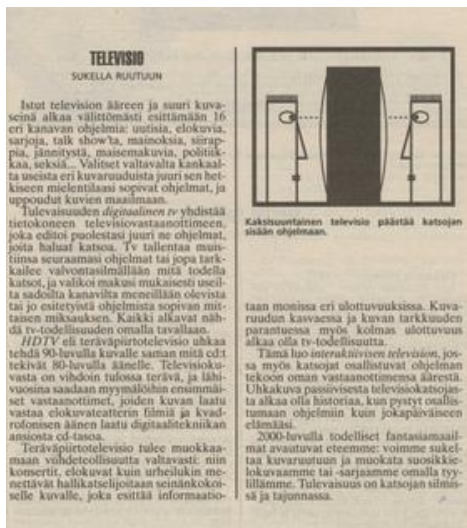 TELEVISIO
SUKELLA RUUTUUN
Istut television ääreen ja suuri kuva-
seinä alkaa välittömästi esittämään 16
eri kanavan ohjelmia: uutisia, elokuvia,
sarjoja, talk show'ta, mainoksia, siirap-
pia, jännitystä, maisemakuvia, politiik-
kaa, seksiä... Valitset valtavalta kankaal-
ta useista eri kuvaruuduista juuri sen het-
kiseen mielentilaasi sopivat ohjelmat, ja
uppoudut kuvien maailmaan.
Tulevaisuuden digitaalinen tv yhdistää
tietokoneen televisiovastaanottimeen,
joka editoi puolestasi juuri ne ohjelmat,
joita haluat katsoa. Tv tallentaa muis-
tiinsa seuraamasi ohjelmat tai jopa tark-
kailee valvontasilmällään mitä todella
katsot, ja valikoi makusi mukaisesti useil-
ta sadoilta kanavilta meneillään olevista
tai jo esitetyistä ohjelmista sopivan mit-
taisen miksauksen. Kaikki alkavat näh-
dä tv-todellisuuden omalla tavallaan.
HDTV eli teräväpiirtotelevisio uhkaa
tehdä 90-luvulla kuvalle saman mitä cd:t
tekivät 80-luvulla äänelle. Televisioku-
vasta on vihdoin tulossa terävä, ja lähi-
vuosina saadaan myymälöihin ensimmäi-
set vastaanottimet, joiden kuvan laatu
vastaa elokuvateatterin filmiä ja kvad-
rofonisen äänen laatu digitaalitekniikan
ansiosta cd-tasoa.
Teräväpiirtotelevisio tulee muokkaa-
maan viihdeteollisuutta valtavasti: niin
konsertit, elokuvat kuin urheilukin me-
nettävät hallikatselijoitaan seinänkokoi-
selle kuvalle, joka esittää informaatio-
Kaksisuuntainen televisio päästää katsojan
sisään ohjelmaan.
taan monissa eri ulottuvuuksissa. Kuva-
ruudun kasvaessa ja kuvan tarkkuuden
parantuessa myös kolmas ulottuvuus
alkaa olla tv-todellisuutta.
Tämä luo interaktiivisen television, jos-
sa myös katsojat osallistuvat ohjelman
tekoon oman vastaanottimensa äärestä.
Uhkakuva passiivisesta televisiokatsojas-
ta alkaa olla historiaa, kun pystyt osallis-
tumaan ohjelmiin kuin jokapäiväiseen
elämääsi.
2000-luvulla todelliset fantasiamaail-
mat avautuvat eteemme: voimme sukel-
taa kuvaruutuun ja muokata suosikkie-
lokuvaamme tai -sarjaamme omalla tyy-
lillämme. Tulevaisuus on katsojan silmis-
sä ja tajunnassa.